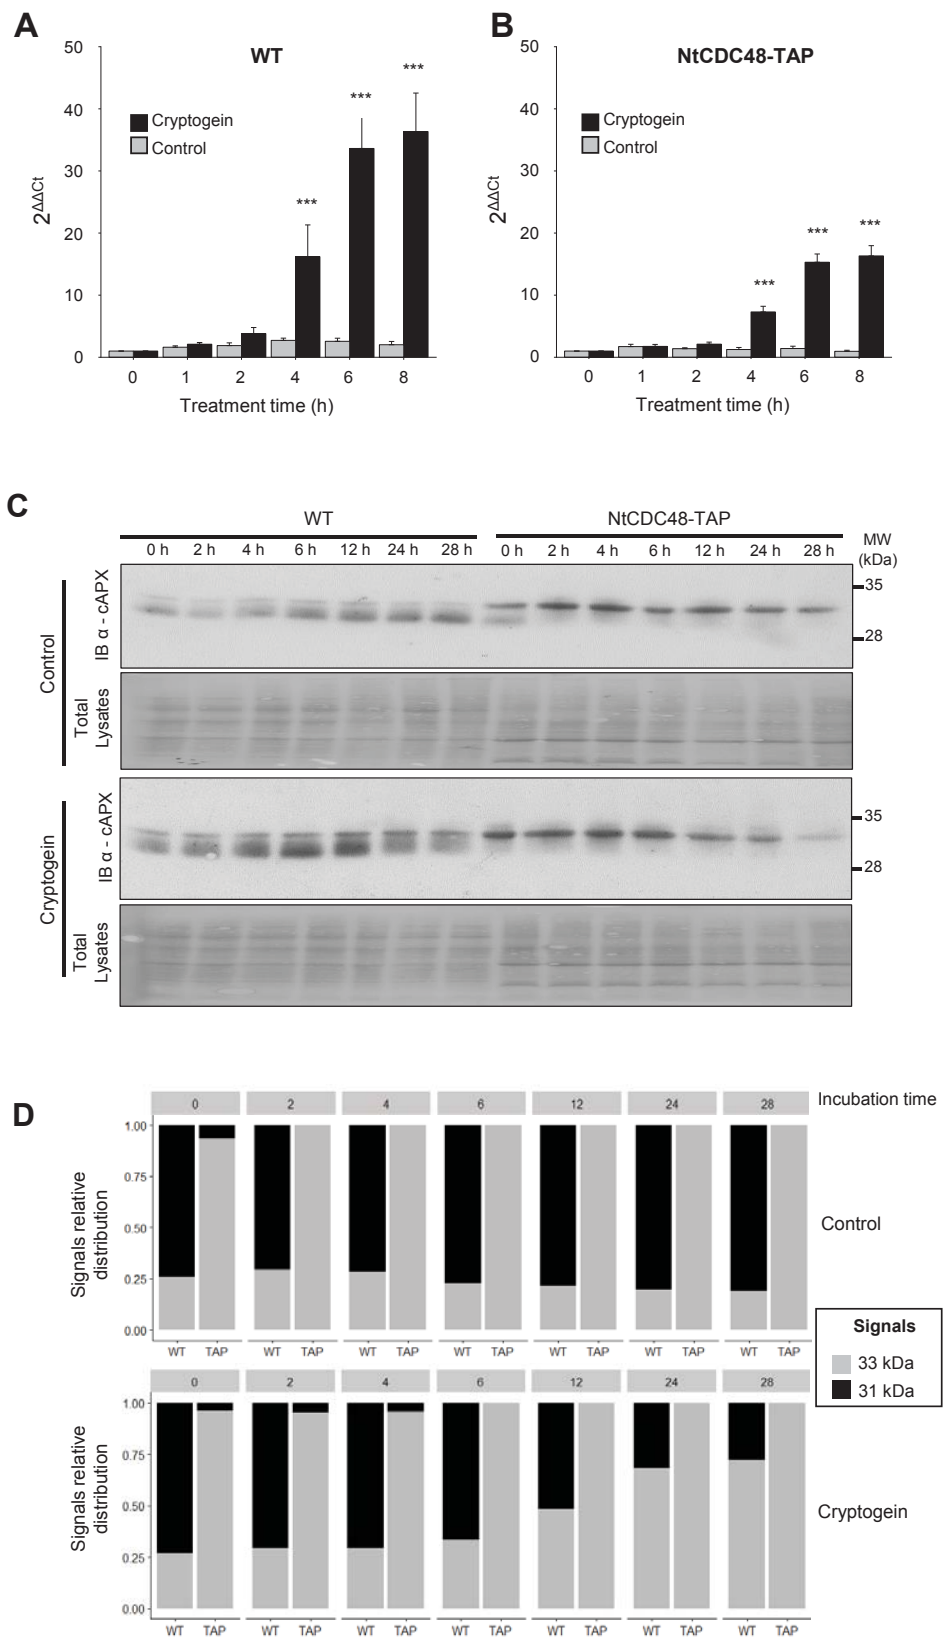 A
WT
50
40
30
20
10
0
2ΔΔCt
Cryptogein
Control
***
***
***
0 1 2 4 6 8
Treatment time (h)
B
NtCDC48-TAP
50
40
30
20
10
0
2ΔΔCt
Cryptogein
Control
***
***
***
0 1 2 4 6 8
Treatment time (h)
C
WT NtCDC48-TAP
0 h 2 h 4 h 6 h 12 h 24 h 28 h 0 h 2 h 4 h 6 h 12 h 24 h 28 h
MW
(kDa)
Control
IB α - cAPX
35
28
Total
Lysates
Cryptogein
IB α - cAPX
35
28
Total
Lysates
D
0 2 4 6 12 24 28
Incubation time
Signals relative
distribution
1.00
0.75
0.50
0.25
0.00
Control
WT TAP WT TAP WT TAP WT TAP WT TAP WT TAP WT TAP
Signals
33 kDa
31 kDa
0 2 4 6 12 24 28
Signals relative
distribution
1.00
0.75
0.50
0.25
0.00
Cryptogein
WT TAP WT TAP WT TAP WT TAP WT TAP WT TAP WT TAP